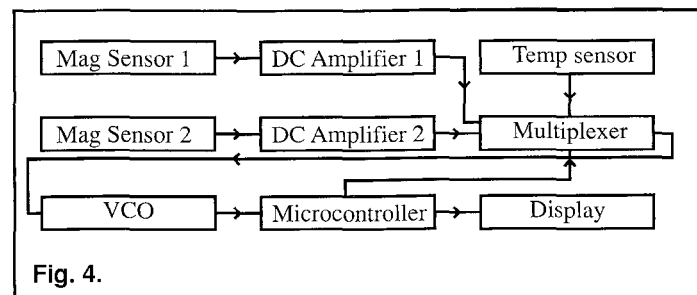 Mag Sensor 1
DC Amplifier 1
Temp sensor
Mag Sensor 2
DC Amplifier 2
Multiplexer
VCO
Microcontroller
Display
Fig. 4.